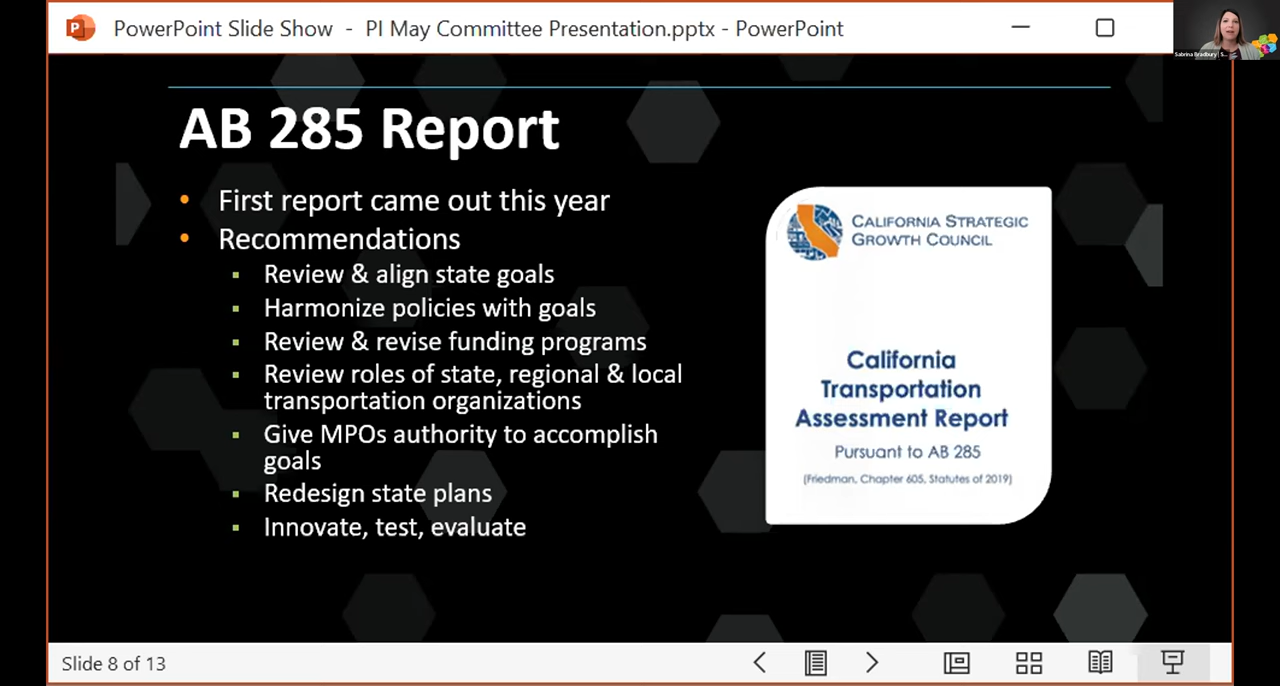 PowerPoint Slide Show - PI May Committee Presentation.pptx - PowerPoint
Sabrina Bradbury
AB 285 Report
• First report came out this year
• Recommendations
▪ Review & align state goals
▪ Harmonize policies with goals
▪ Review & revise funding programs
▪ Review roles of state, regional & local
transportation organizations
▪ Give MPOs authority to accomplish
goals
▪ Redesign state plans
▪ Innovate, test, evaluate
CALIFORNIA STRATEGIC
GROWTH COUNCIL
California
Transportation
Assessment Report
Pursuant to AB 285
(Friedman, Chapter 605, Statutes of 2019)
Slide 8 of 13